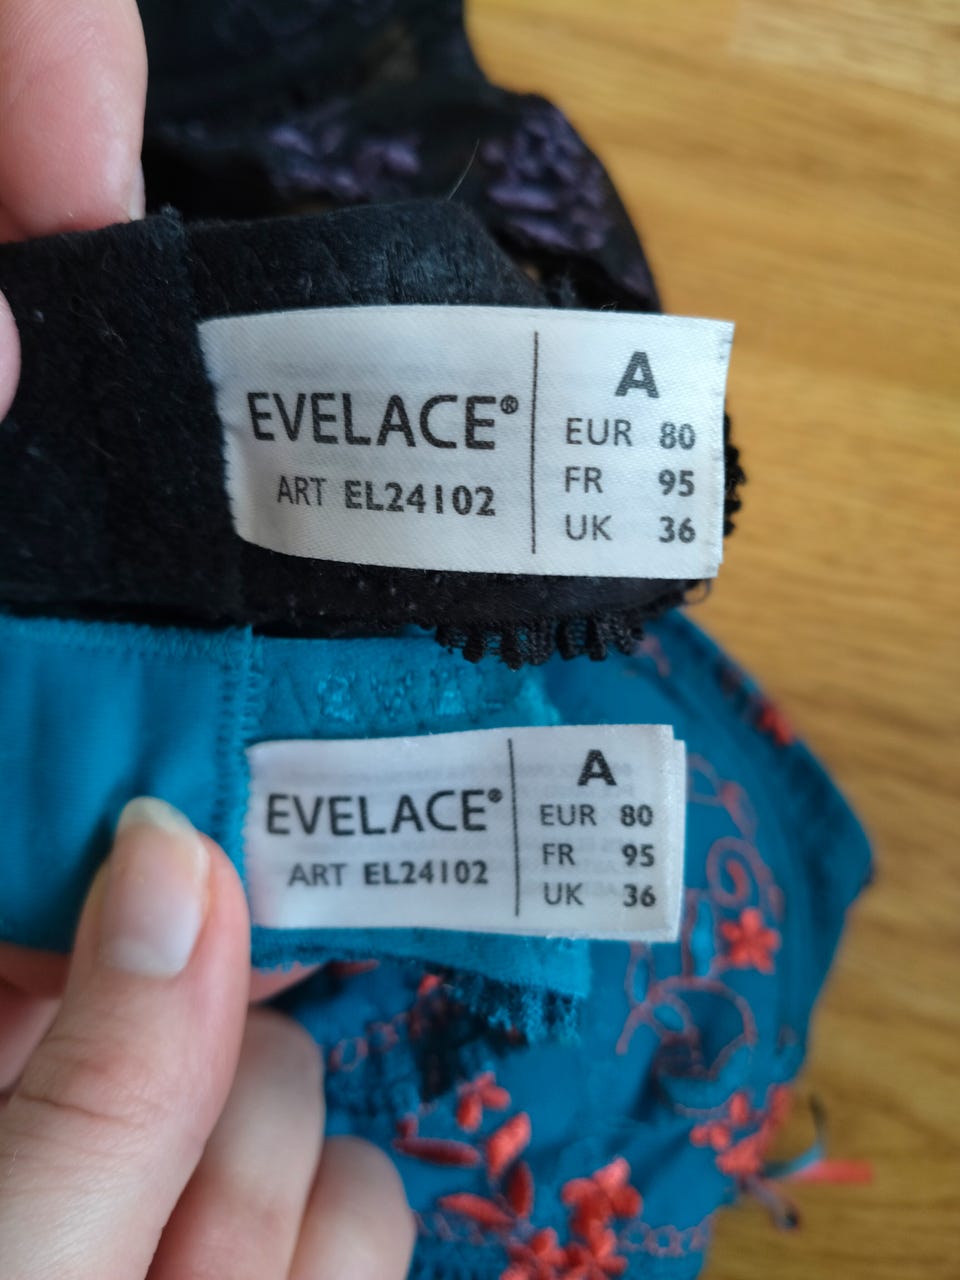 EVELACE®
ART EL24102
A
EUR 80
FR 95
UK 36
EVELACE®
ART EL24102
A
EUR 80
FR 95
UK 36